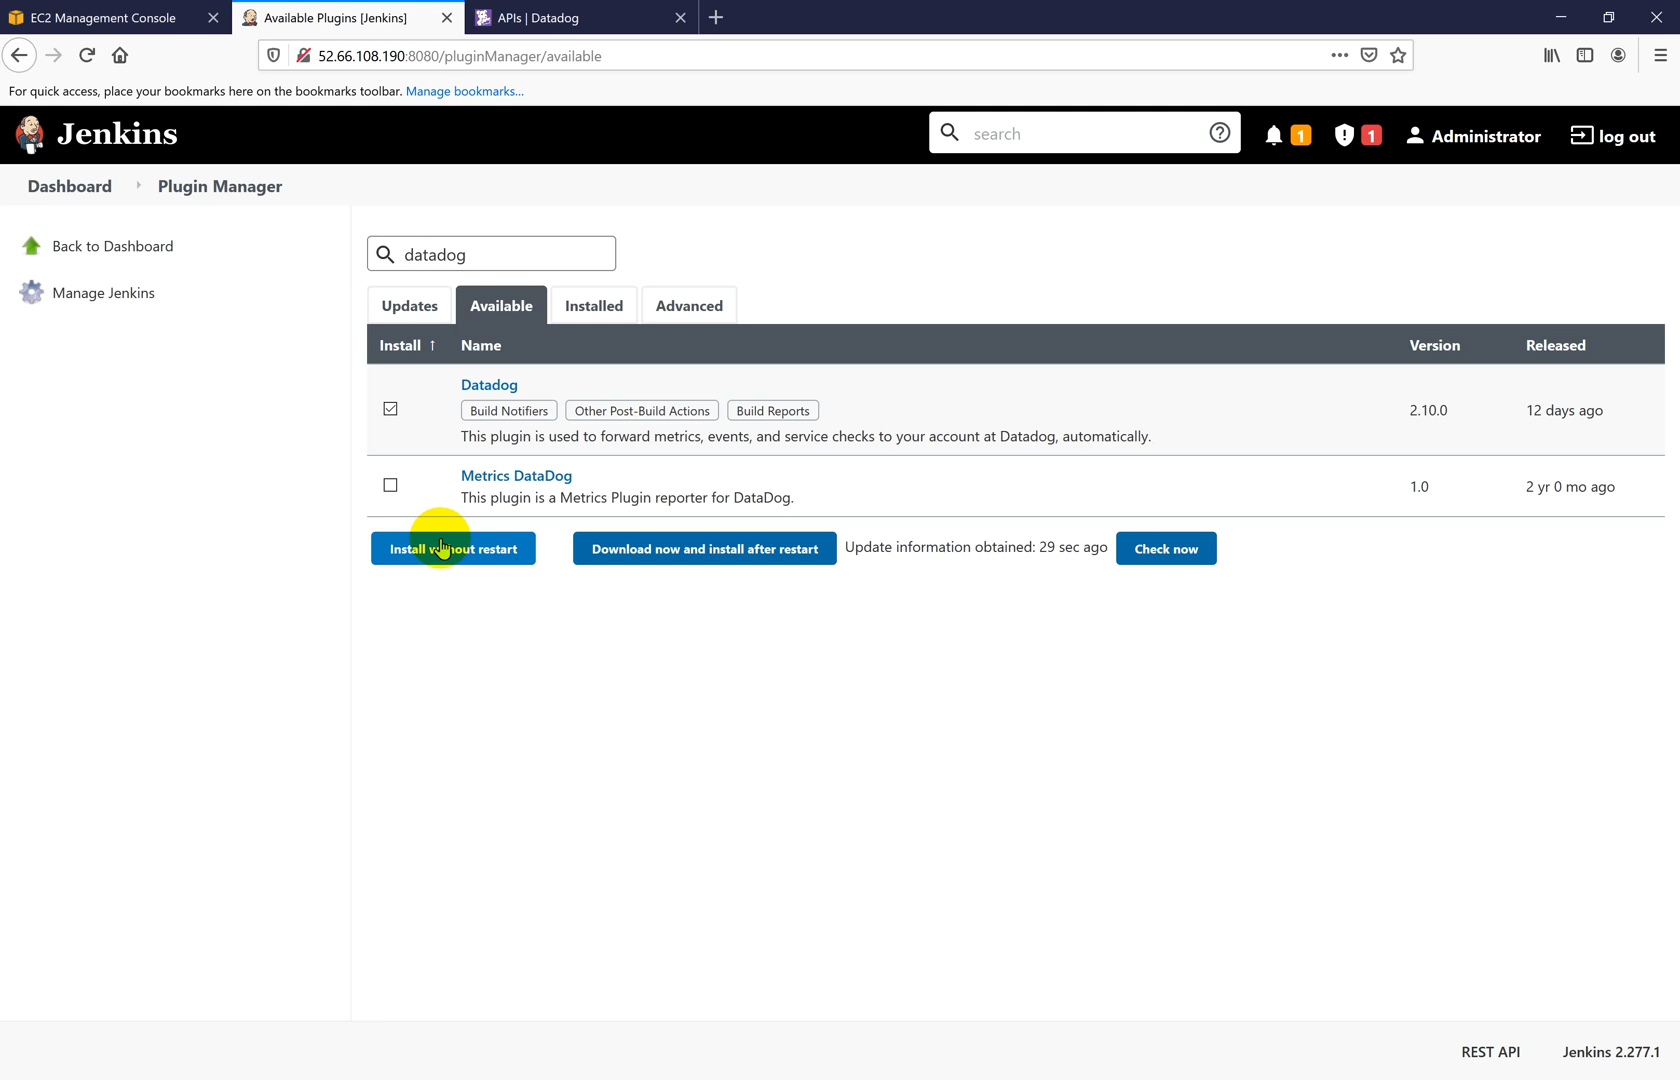 EC2 Management Console
Available Plugins [Jenkins]
APIs | Datadog
52.66.108.190:8080/pluginManager/available
For quick access, place your bookmarks here on the bookmarks toolbar. Manage bookmarks...
Jenkins
search
1
1
Administrator
log out
Dashboard
Plugin Manager
Back to Dashboard
Manage Jenkins
datadog
Updates
Available
Installed
Advanced
Install ↑
Name
Version
Released
Datadog
Build Notifiers
Other Post-Build Actions
Build Reports
This plugin is used to forward metrics, events, and service checks to your account at Datadog, automatically.
2.10.0
12 days ago
Metrics DataDog
This plugin is a Metrics Plugin reporter for DataDog.
1.0
2 yr 0 mo ago
Install without restart
Download now and install after restart
Update information obtained: 29 sec ago
Check now
REST API
Jenkins 2.277.1